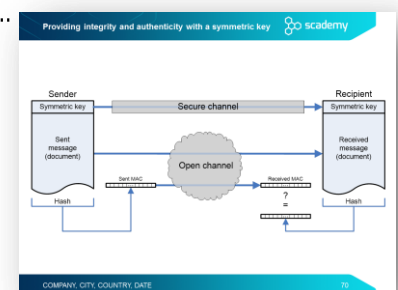 Providing integrity and authenticity with a symmetric key
scademy
Sender
Recipient
Symmetric key
Secure channel
Symmetric key
Sent
message
(document)
Open channel
Received
message
(document)
Sent MAC
Received MAC
?
=
Hash
Hash
COMPANY, CITY, COUNTRY, DATE
70